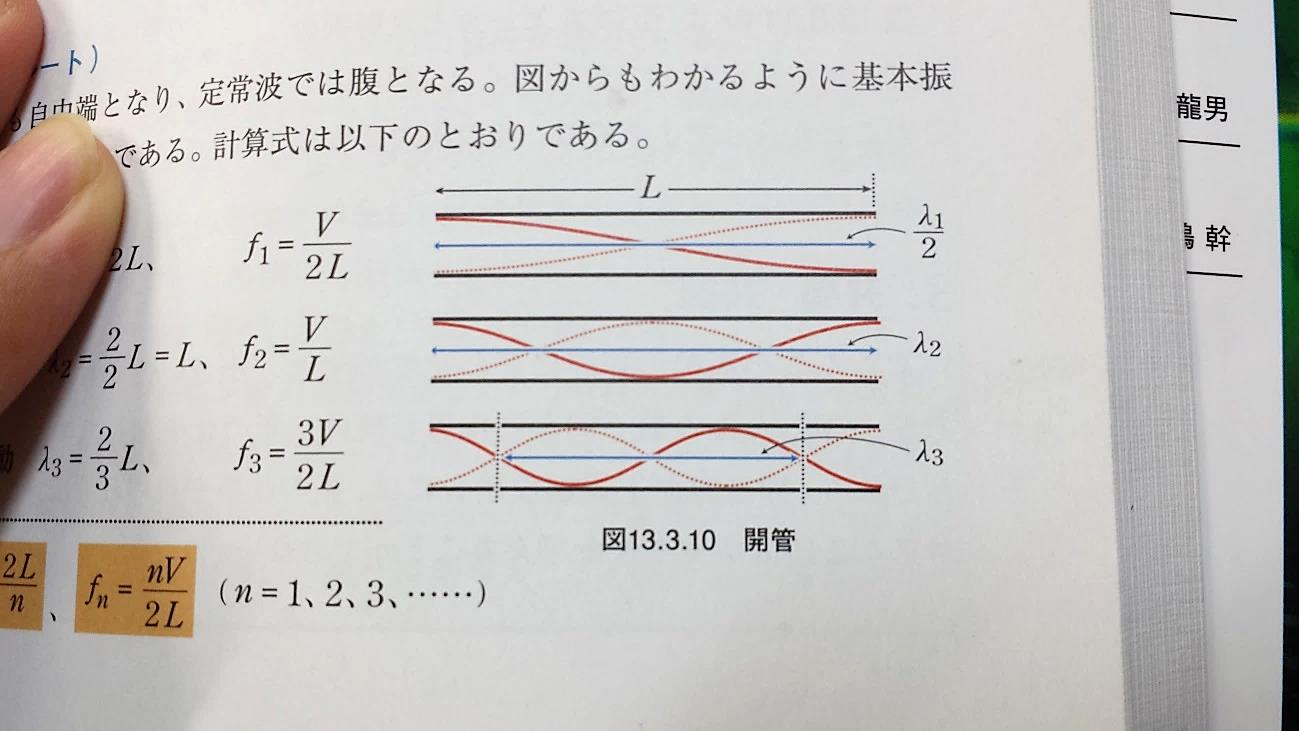 ート)
自由端となり、定常波では腹となる。図からもわかるように基本振
である。計算式は以下のとおりである。
2L、 f₁ = V/2L
λ₂ = 2/2 L = L、 f₂ = V/L
λ₃ = 2/3 L、 f₃ = 3V/2L
2L/n、 fₙ = nV/2L (n = 1、2、3、……)
L
λ₁/2
λ₂
λ₃
図13.3.10 開管
龍男
幹